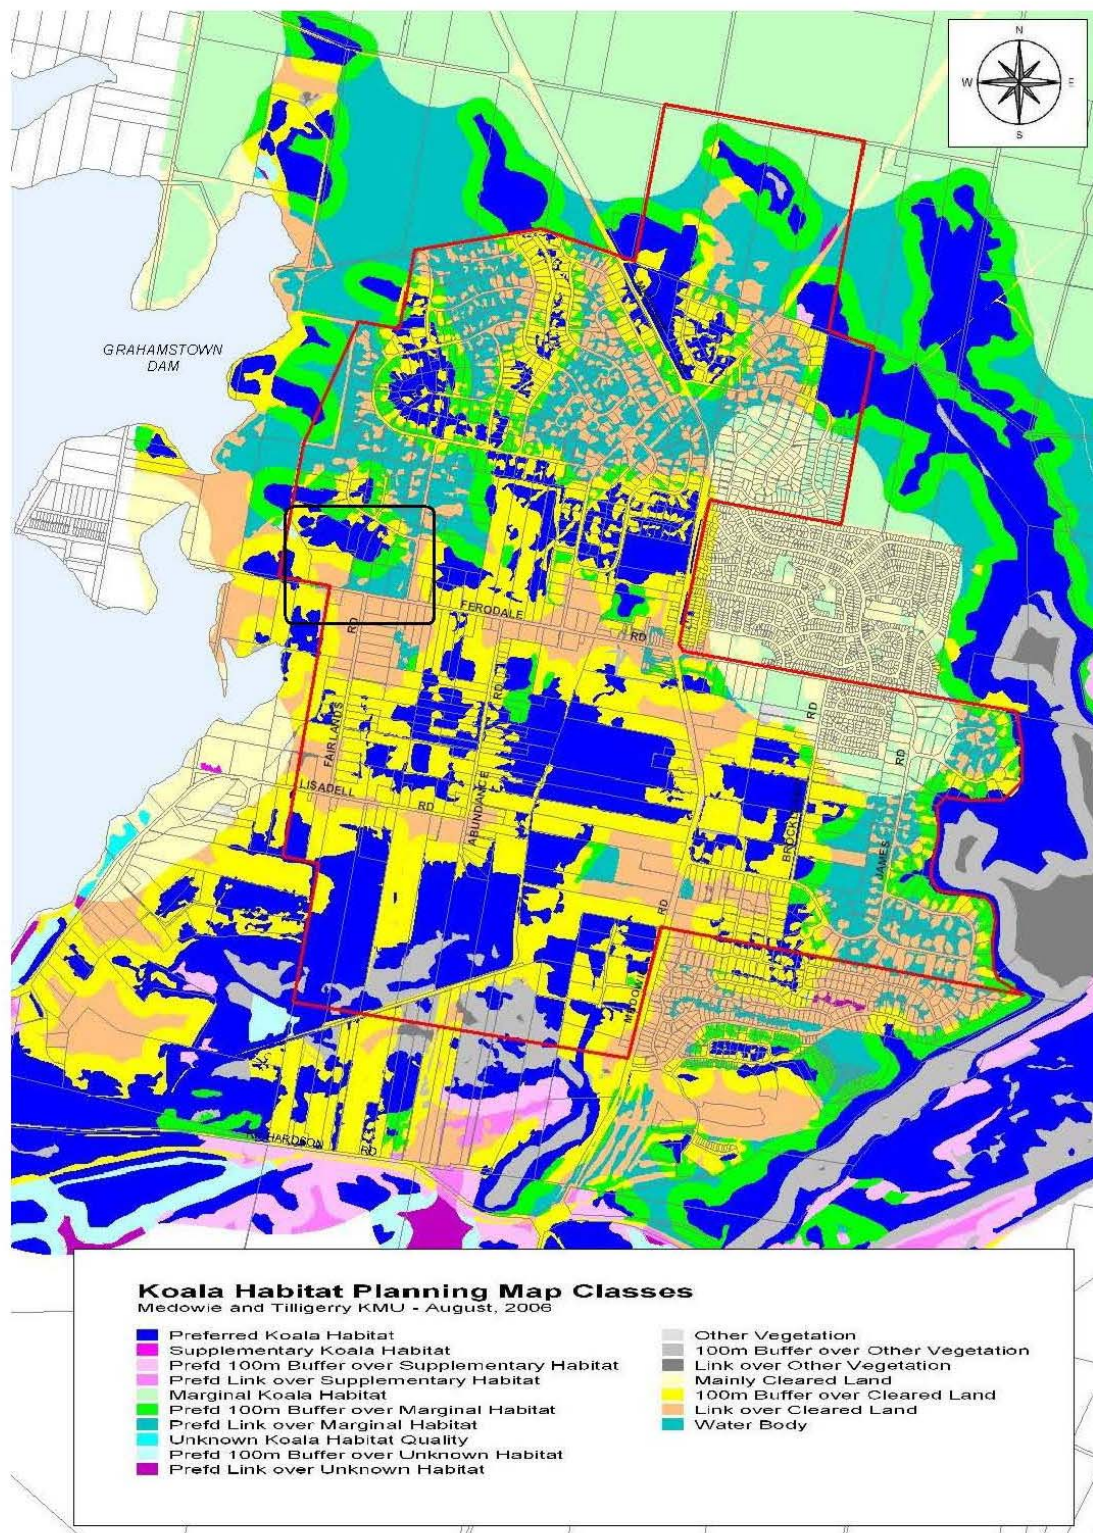 N
W
E
S
GRAHAMSTOWN
DAM
FERODALE
RD
RD
RD
RD
RD
FAIRLANDS
LISADELL
RD
ABUNDANCE
JAMES
RD
RICHARDSON
RD
Koala Habitat Planning Map Classes
Medowie and Tilligerry KMU - August, 2006
Preferred Koala Habitat
Supplementary Koala Habitat
Prefd 100m Buffer over Supplementary Habitat
Prefd Link over Supplementary Habitat
Marginal Koala Habitat
Prefd 100m Buffer over Marginal Habitat
Prefd Link over Marginal Habitat
Unknown Koala Habitat Quality
Prefd 100m Buffer over Unknown Habitat
Prefd Link over Unknown Habitat
Other Vegetation
100m Buffer over Other Vegetation
Link over Other Vegetation
Mainly Cleared Land
100m Buffer over Cleared Land
Link over Cleared Land
Water Body